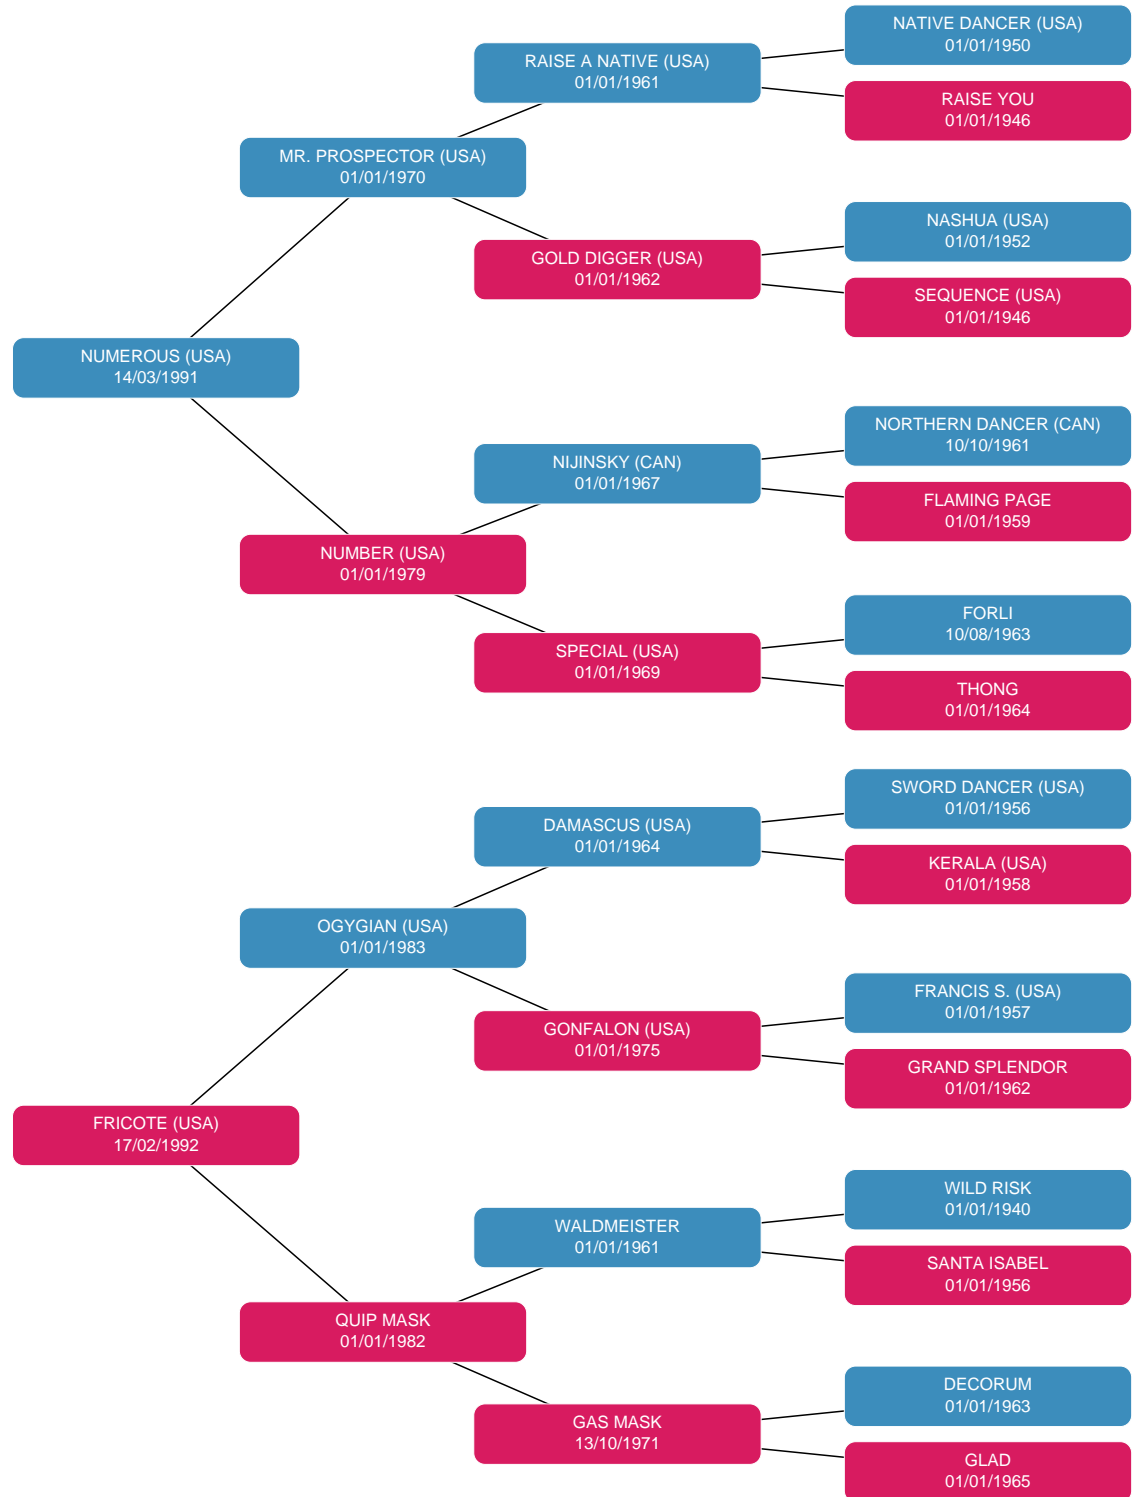 NATIVE DANCER (USA)
01/01/1950
RAISE A NATIVE (USA)
01/01/1961
RAISE YOU
01/01/1946
MR. PROSPECTOR (USA)
01/01/1970
NASHUA (USA)
01/01/1952
GOLD DIGGER (USA)
01/01/1962
SEQUENCE (USA)
01/01/1946
NUMEROUS (USA)
14/03/1991
NORTHERN DANCER (CAN)
10/10/1961
NIJINSKY (CAN)
01/01/1967
FLAMING PAGE
01/01/1959
NUMBER (USA)
01/01/1979
FORLI
10/08/1963
SPECIAL (USA)
01/01/1969
THONG
01/01/1964
SWORD DANCER (USA)
01/01/1956
DAMASCUS (USA)
01/01/1964
KERALA (USA)
01/01/1958
OGYGIAN (USA)
01/01/1983
FRANCIS S. (USA)
01/01/1957
GONFALON (USA)
01/01/1975
GRAND SPLENDOR
01/01/1962
FRICOTE (USA)
17/02/1992
WILD RISK
01/01/1940
WALDMEISTER
01/01/1961
SANTA ISABEL
01/01/1956
QUIP MASK
01/01/1982
DECORUM
01/01/1963
GAS MASK
13/10/1971
GLAD
01/01/1965